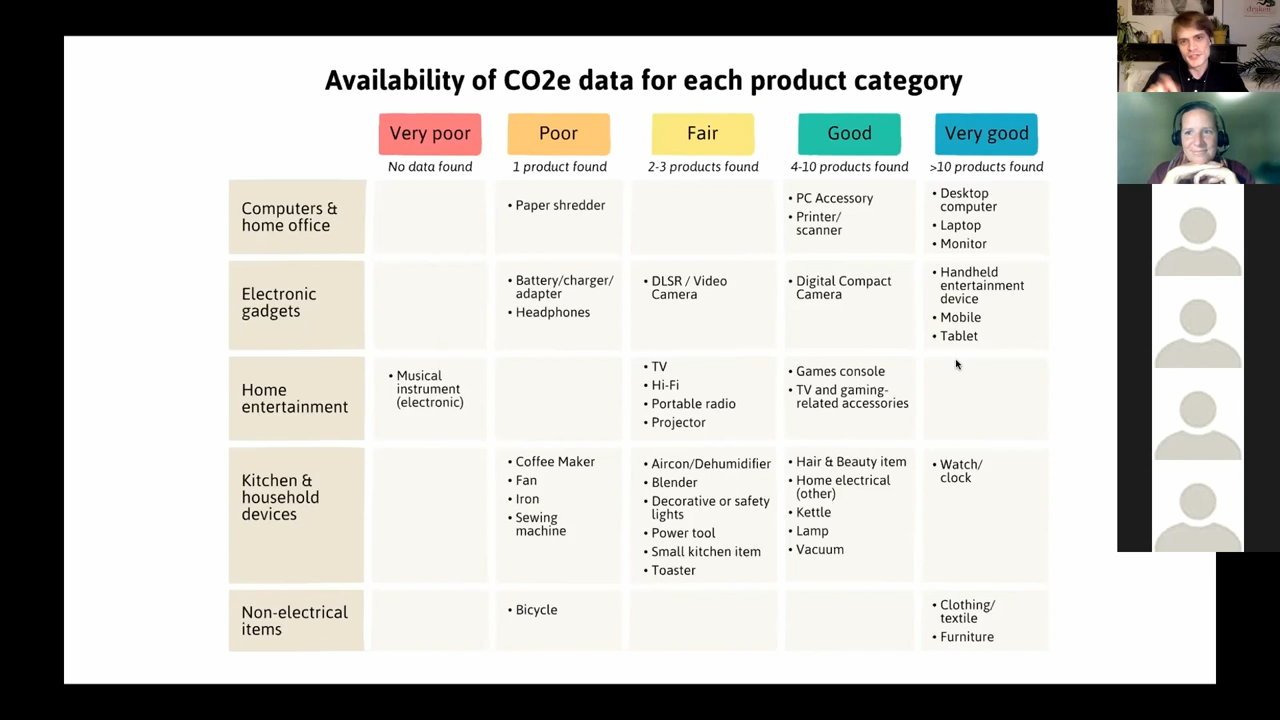 Availability of CO2e data for each product category
Very poor
Poor
Fair
Good
Very good
No data found
1 product found
2-3 products found
4-10 products found
>10 products found
Computers &
home office
• Paper shredder
• PC Accessory
• Printer/
scanner
• Desktop
computer
• Laptop
• Monitor
Electronic
gadgets
• Battery/charger/
adapter
• Headphones
• DLSR / Video
Camera
• Digital Compact
Camera
• Handheld
entertainment
device
• Mobile
• Tablet
Home
entertainment
• Musical
instrument
(electronic)
• TV
• Hi-Fi
• Portable radio
• Projector
• Games console
• TV and gaming-
related accessories
Kitchen &
household
devices
• Coffee Maker
• Fan
• Iron
• Sewing
machine
• Aircon/Dehumidifier
• Blender
• Decorative or safety
lights
• Power tool
• Small kitchen item
• Toaster
• Hair & Beauty item
• Home electrical
(other)
• Kettle
• Lamp
• Vacuum
• Watch/
clock
Non-electrical
items
• Bicycle
• Clothing/
textile
• Furniture